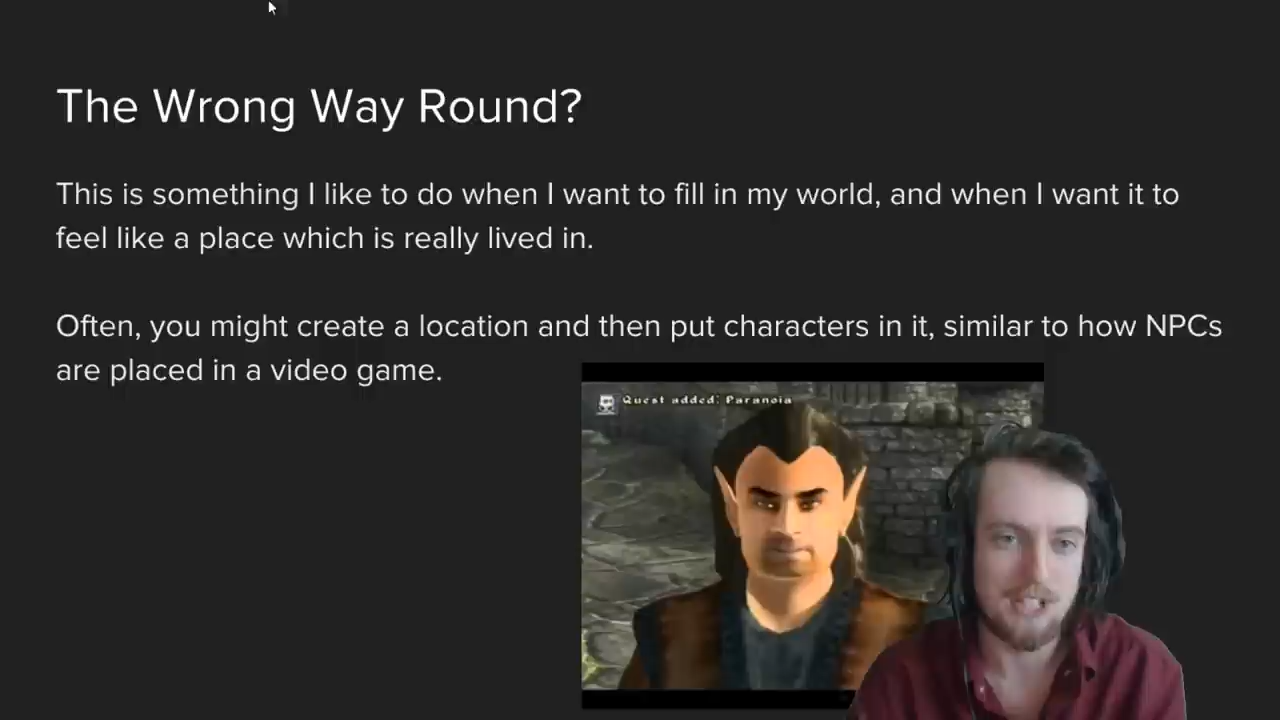 The Wrong Way Round?
This is something I like to do when I want to fill in my world, and when I want it to
feel like a place which is really lived in.
Often, you might create a location and then put characters in it, similar to how NPCs
are placed in a video game.
Quest added: Paranoia